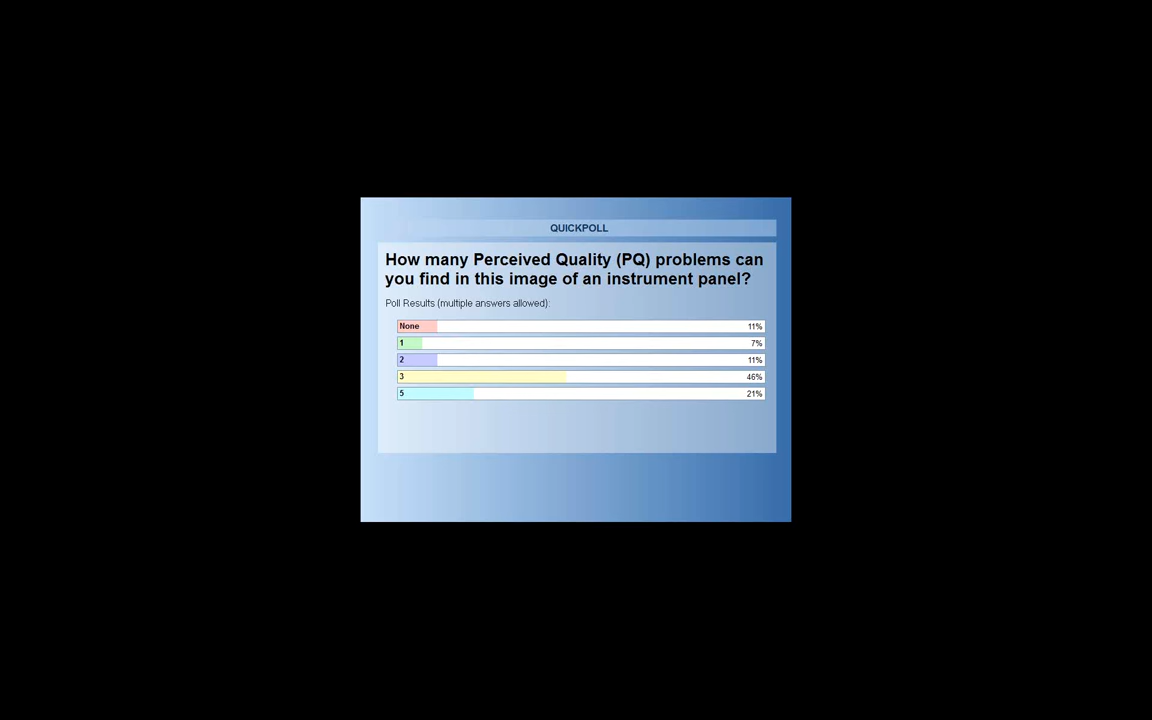 QUICKPOLL
How many Perceived Quality (PQ) problems can
you find in this image of an instrument panel?
Poll Results (multiple answers allowed):
None 11%
1 7%
2 11%
3 46%
5 21%